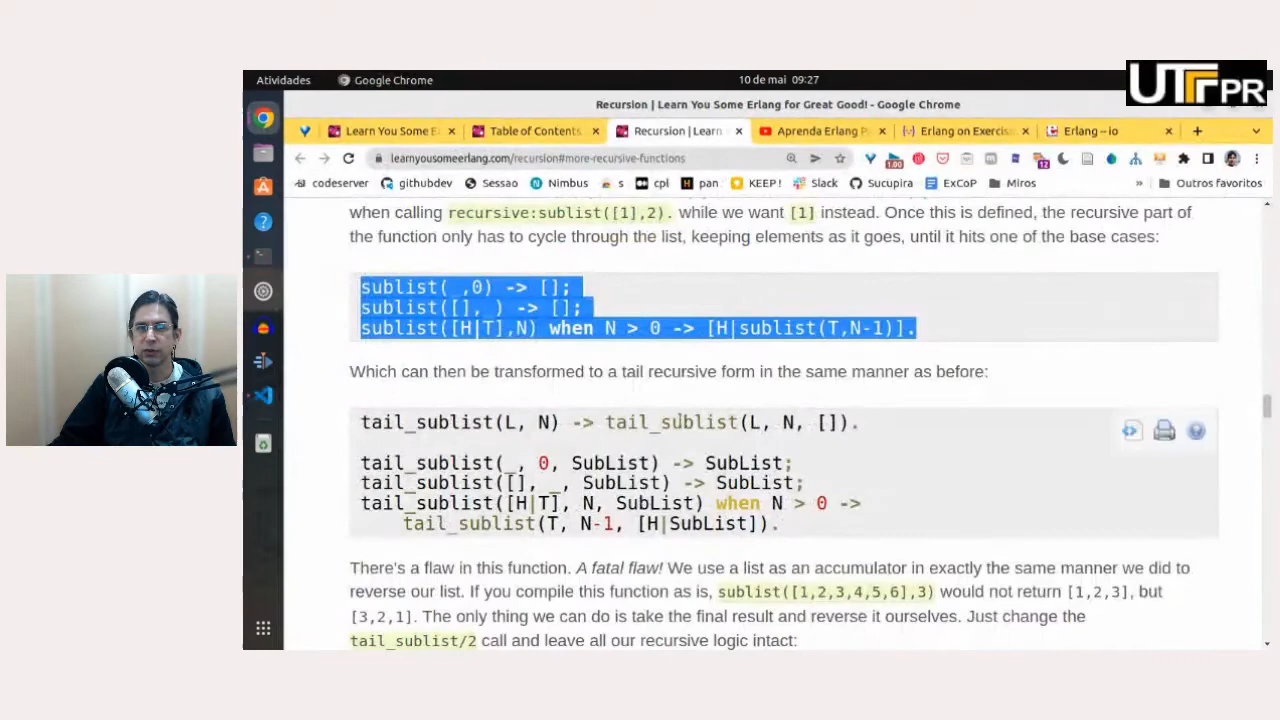 UTFPR
Atividades Google Chrome 10 de mai 09:27
Recursion | Learn You Some Erlang for Great Good! - Google Chrome
Learn You Some E Table of Contents Recursion | Learn Aprenda Erlang P Erlang on Exercis Erlang – io
learnyousomeerlang.com/recursion#more-recursive-functions 1.00 12
codeserver githubdev Sessao Nimbus s cpl pan KEEP! Slack Sucupira ExCoP Miros » Outros favoritos
when calling recursive:sublist([1],2). while we want [1] instead. Once this is defined, the recursive part of
the function only has to cycle through the list, keeping elements as it goes, until it hits one of the base cases:
sublist(_,0) -> [];
sublist([],_) -> [];
sublist([H|T],N) when N > 0 -> [H|sublist(T,N-1)].
Which can then be transformed to a tail recursive form in the same manner as before:
tail_sublist(L, N) -> tail_sublist(L, N, []).
tail_sublist(_, 0, SubList) -> SubList;
tail_sublist([], _, SubList) -> SubList;
tail_sublist([H|T], N, SubList) when N > 0 ->
tail_sublist(T, N-1, [H|SubList]).
There's a flaw in this function. A fatal flaw! We use a list as an accumulator in exactly the same manner we did to
reverse our list. If you compile this function as is, sublist([1,2,3,4,5,6],3) would not return [1,2,3], but
[3,2,1]. The only thing we can do is take the final result and reverse it ourselves. Just change the
tail_sublist/2 call and leave all our recursive logic intact: